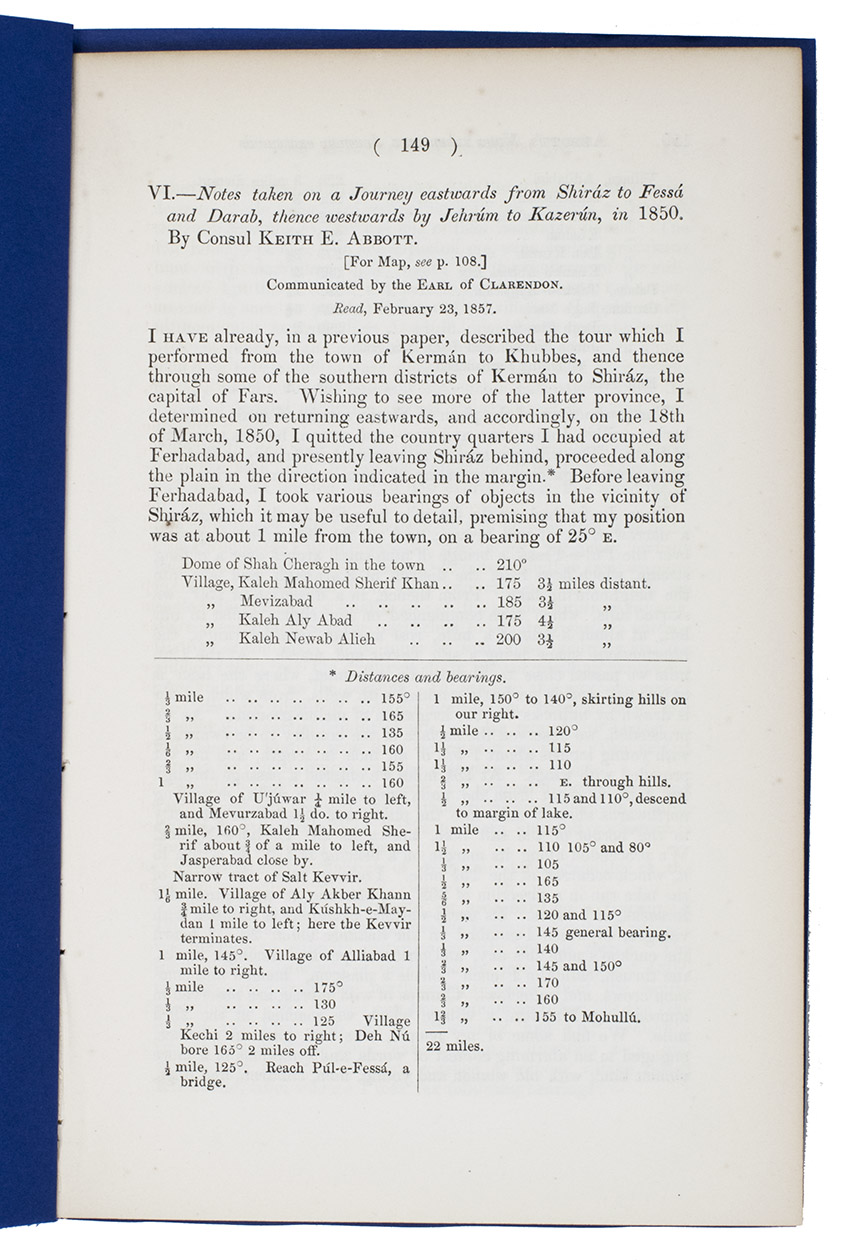 ( 149 )
VI.—Notes taken on a Journey eastwards from Shiráz to Fessá
and Darab, thence westwards by Jehrúm to Kazerún, in 1850.
By Consul KEITH E. ABBOTT.
[For Map, see p. 108.]
Communicated by the EARL of CLARENDON.
Read, February 23, 1857.
I HAVE already, in a previous paper, described the tour which I
performed from the town of Kermán to Khubbes, and thence
through some of the southern districts of Kermán to Shiráz, the
capital of Fars. Wishing to see more of the latter province, I
determined on returning eastwards, and accordingly, on the 18th
of March, 1850, I quitted the country quarters I had occupied at
Ferhadabad, and presently leaving Shiráz behind, proceeded along
the plain in the direction indicated in the margin.* Before leaving
Ferhadabad, I took various bearings of objects in the vicinity of
Shiráz, which it may be useful to detail, premising that my position
was at about 1 mile from the town, on a bearing of 25° E.
Dome of Shah Cheragh in the town .. .. 210°
Village, Kaleh Mahomed Sherif Khan .. .. 175 3½ miles distant.
„ Mevizabad .. .. .. .. .. .. 185 3½ „
„ Kaleh Aly Abad .. .. .. .. .. 175 4½ „
„ Kaleh Newab Alieh .. .. .. .. 200 3½ „
* Distances and bearings.
⅓ mile .. .. .. .. .. .. .. .. 155°
⅔ „ .. .. .. .. .. .. .. .. 165
½ „ .. .. .. .. .. .. .. .. 135
⅙ „ .. .. .. .. .. .. .. .. 160
⅔ „ .. .. .. .. .. .. .. .. 155
1 „ .. .. .. .. .. .. .. .. 160
Village of U'júwar ¼ mile to left,
and Mevurzabad 1½ do. to right.
⅔ mile, 160°, Kaleh Mahomed She-
rif about ¾ of a mile to left, and
Jasperabad close by.
Narrow tract of Salt Kevvir.
1⅙ mile. Village of Aly Akber Khann
¾ mile to right, and Kúshkh-e-May-
dan 1 mile to left; here the Kevvir
terminates.
1 mile, 145°. Village of Alliabad 1
mile to right.
⅓ mile .. .. .. .. .. 175°
⅓ „ .. .. .. .. .. 130
⅓ „ .. .. .. .. .. 125 Village
Kechi 2 miles to right; Deh Nú
bore 165° 2 miles off.
½ mile, 125°. Reach Púl-e-Fessá, a
bridge.
1 mile, 150° to 140°, skirting hills on
our right.
½ mile .. .. .. .. 120°
1⅓ „ .. .. .. .. 115
1⅓ „ .. .. .. .. 110
⅔ „ .. .. .. .. E. through hills.
½ „ .. .. .. .. 115 and 110°, descend
to margin of lake.
1 mile .. .. 115°
1½ „ .. .. 110 105° and 80°
⅓ „ .. .. 105
½ „ .. .. 165
⅚ „ .. .. 135
½ „ .. .. 120 and 115°
⅓ „ .. .. 145 general bearing.
⅓ „ .. .. 140
⅔ „ .. .. 145 and 150°
⅔ „ .. .. 170
⅔ „ .. .. 160
1⅔ „ .. .. 155 to Mohullú.
22 miles.